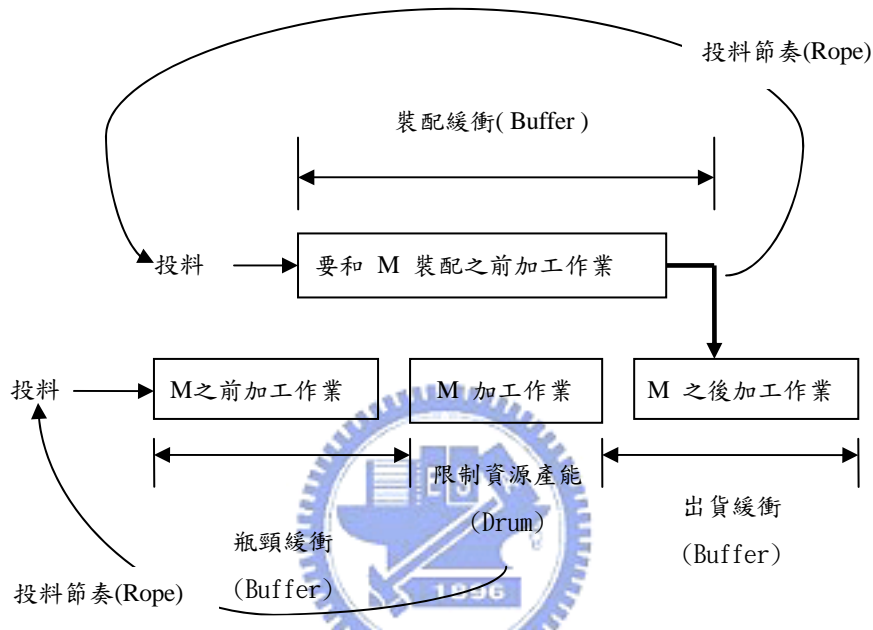 投料節奏(Rope)
裝配緩衝( Buffer )
投料
要和 M 裝配之前加工作業
投料
M之前加工作業
M 加工作業
M 之後加工作業
限制資源產能
(Drum)
出貨緩衝
(Buffer)
瓶頸緩衝
(Buffer)
投料節奏(Rope)
1896